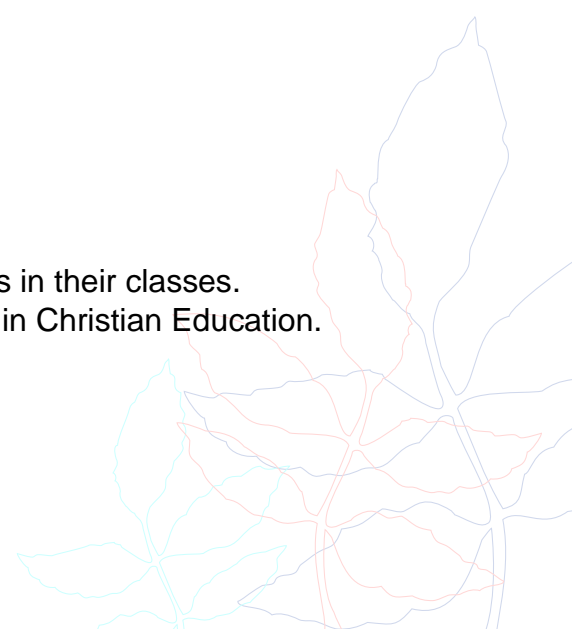 in their classes.
in Christian Education.